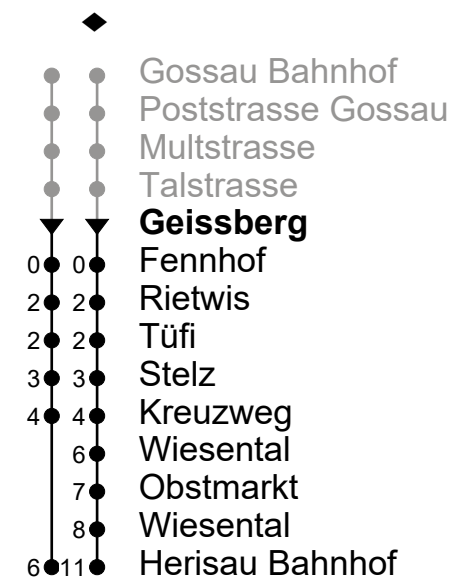 Gossau Bahnhof
Poststrasse Gossau
Multstrasse
Talstrasse
Geissberg
0 0 Fennhof
2 2 Rietwis
2 2 Tüfi
3 3 Stelz
4 4 Kreuzweg
6 Wiesental
7 Obstmarkt
8 Wiesental
6 11 Herisau Bahnhof